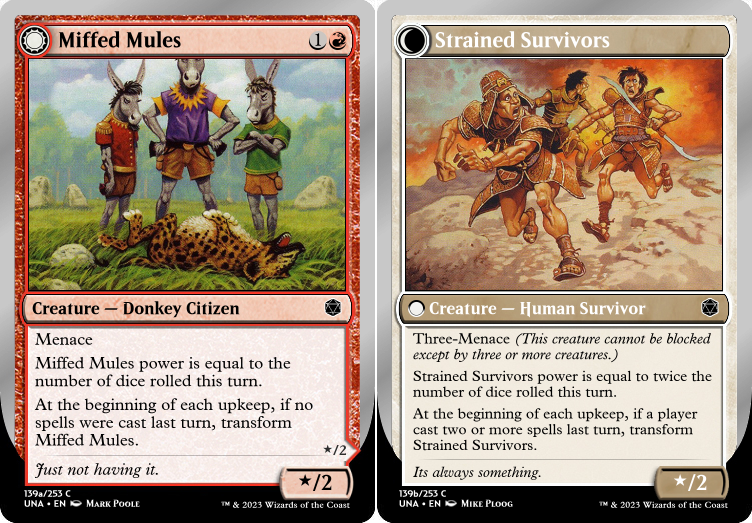 Miffed Mules 1
Creature — Donkey Citizen
Menace
Miffed Mules power is equal to the
number of dice rolled this turn.
At the beginning of each upkeep, if no
spells were cast last turn, transform
Miffed Mules.
★/2
Just not having it.
★/2
139a/253 C
UNA • EN Mark Poole
™ & 2023 Wizards of the Coast
Strained Survivors
Creature — Human Survivor
Three-Menace (This creature cannot be blocked
except by three or more creatures.)
Strained Survivors power is equal to twice the
number of dice rolled this turn.
At the beginning of each upkeep, if a player
cast two or more spells last turn, transform
Strained Survivors.
Its always something.
★/2
139b/253 C
UNA • EN Mike Ploog
™ & 2023 Wizards of the Coast